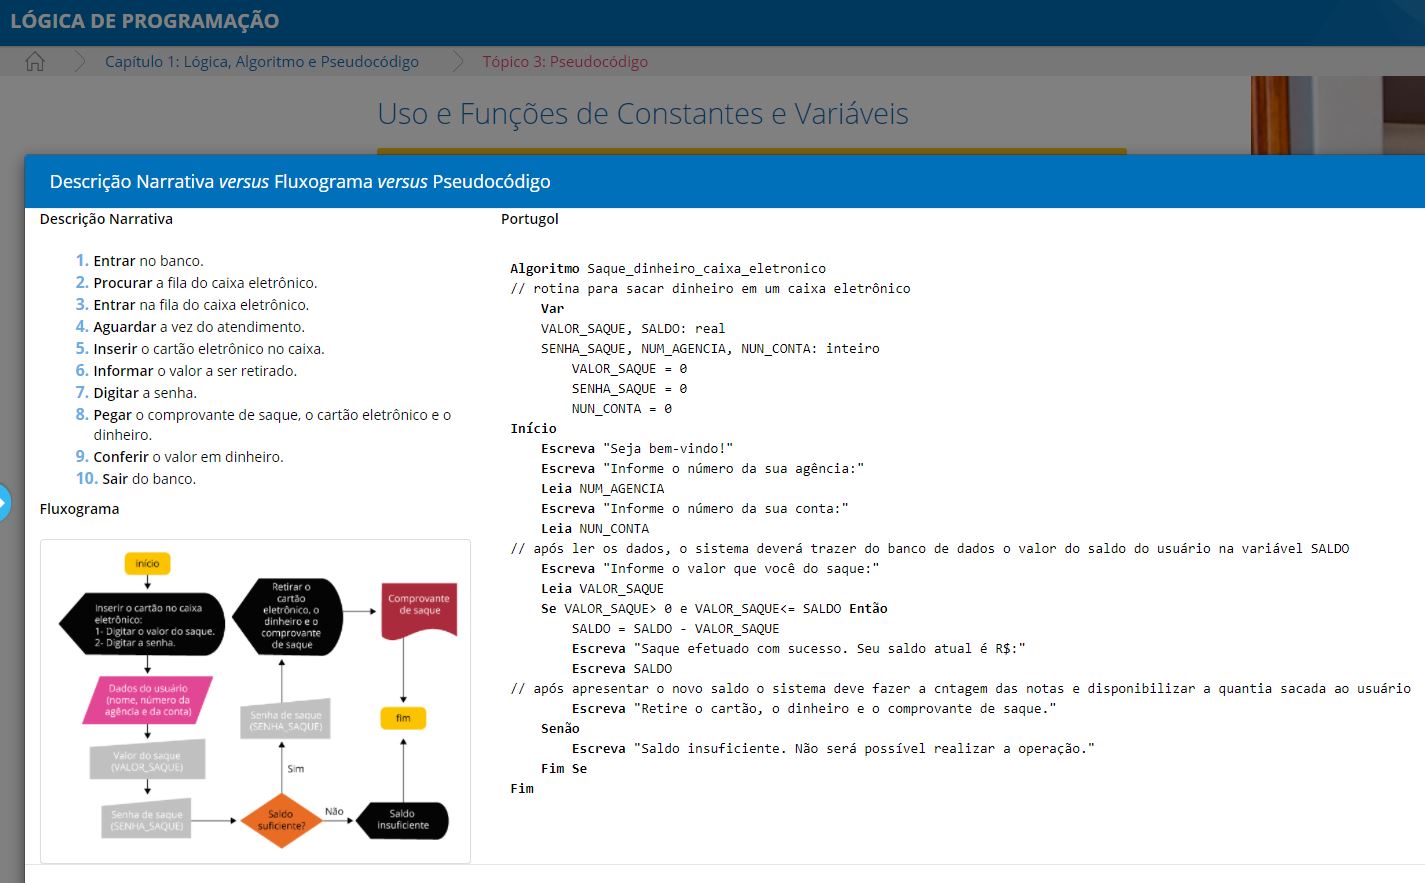 LÓGICA DE PROGRAMAÇÃO
Capítulo 1: Lógica, Algoritmo e Pseudocódigo
Tópico 3: Pseudocódigo
Uso e Funções de Constantes e Variáveis
Descrição Narrativa versus Fluxograma versus Pseudocódigo
Descrição Narrativa
1. Entrar no banco.
2. Procurar a fila do caixa eletrônico.
3. Entrar na fila do caixa eletrônico.
4. Aguardar a vez do atendimento.
5. Inserir o cartão eletrônico no caixa.
6. Informar o valor a ser retirado.
7. Digitar a senha.
8. Pegar o comprovante de saque, o cartão eletrônico e o
dinheiro.
9. Conferir o valor em dinheiro.
10. Sair do banco.
Fluxograma
início
Inserir o cartão no caixa
eletrônico:
1- Digitar o valor do saque.
2- Digitar a senha.
Dados do usuário
(nome, número da
agência e da conta)
Valor do saque
(VALOR_SAQUE)
Senha de saque
(SENHA_SAQUE)
Saldo
suficiente?
Sim
Não
Senha de saque
(SENHA_SAQUE)
Retirar o
cartão
eletrônico, o
dinheiro e o
comprovante
de saque
Comprovante
de saque
fim
Saldo
insuficiente
Portugol
Algoritmo Saque_dinheiro_caixa_eletronico
// rotina para sacar dinheiro em um caixa eletrônico
Var
VALOR_SAQUE, SALDO: real
SENHA_SAQUE, NUM_AGENCIA, NUN_CONTA: inteiro
VALOR_SAQUE = 0
SENHA_SAQUE = 0
NUN_CONTA = 0
Início
Escreva "Seja bem-vindo!"
Escreva "Informe o número da sua agência:"
Leia NUM_AGENCIA
Escreva "Informe o número da sua conta:"
Leia NUN_CONTA
// após ler os dados, o sistema deverá trazer do banco de dados o valor do saldo do usuário na variável SALDO
Escreva "Informe o valor que você do saque:"
Leia VALOR_SAQUE
Se VALOR_SAQUE> 0 e VALOR_SAQUE<= SALDO Então
SALDO = SALDO - VALOR_SAQUE
Escreva "Saque efetuado com sucesso. Seu saldo atual é R$:"
Escreva SALDO
// após apresentar o novo saldo o sistema deve fazer a cntagem das notas e disponibilizar a quantia sacada ao usuário
Escreva "Retire o cartão, o dinheiro e o comprovante de saque."
Senão
Escreva "Saldo insuficiente. Não será possível realizar a operação."
Fim Se
Fim